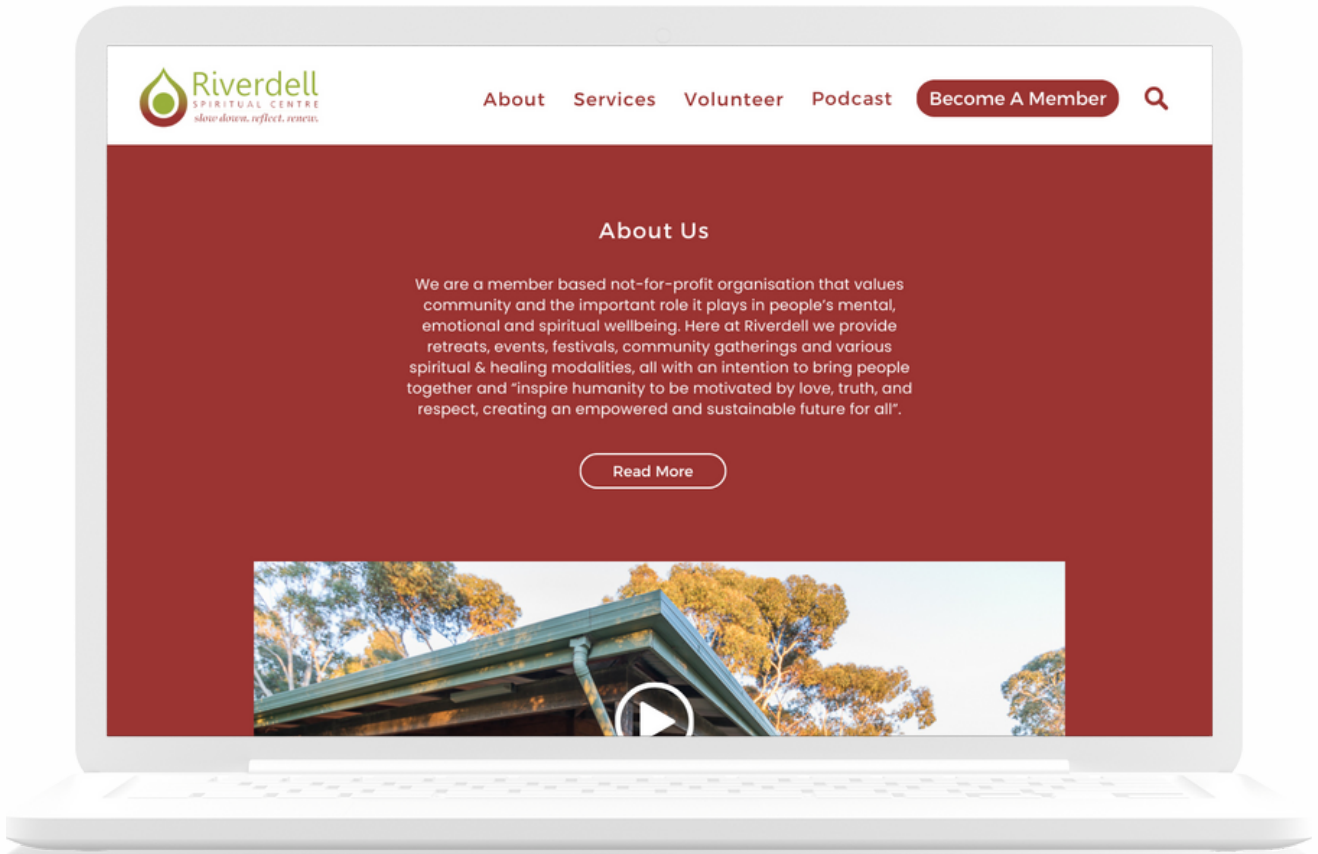 Riverdell
SPIRITUAL CENTRE
slow down. reflect. renew.
About Services Volunteer Podcast Become A Member
About Us
We are a member based not-for-profit organisation that values
community and the important role it plays in people's mental,
emotional and spiritual wellbeing. Here at Riverdell we provide
retreats, events, festivals, community gatherings and various
spiritual & healing modalities, all with an intention to bring people
together and “inspire humanity to be motivated by love, truth, and
respect, creating an empowered and sustainable future for all”.
Read More